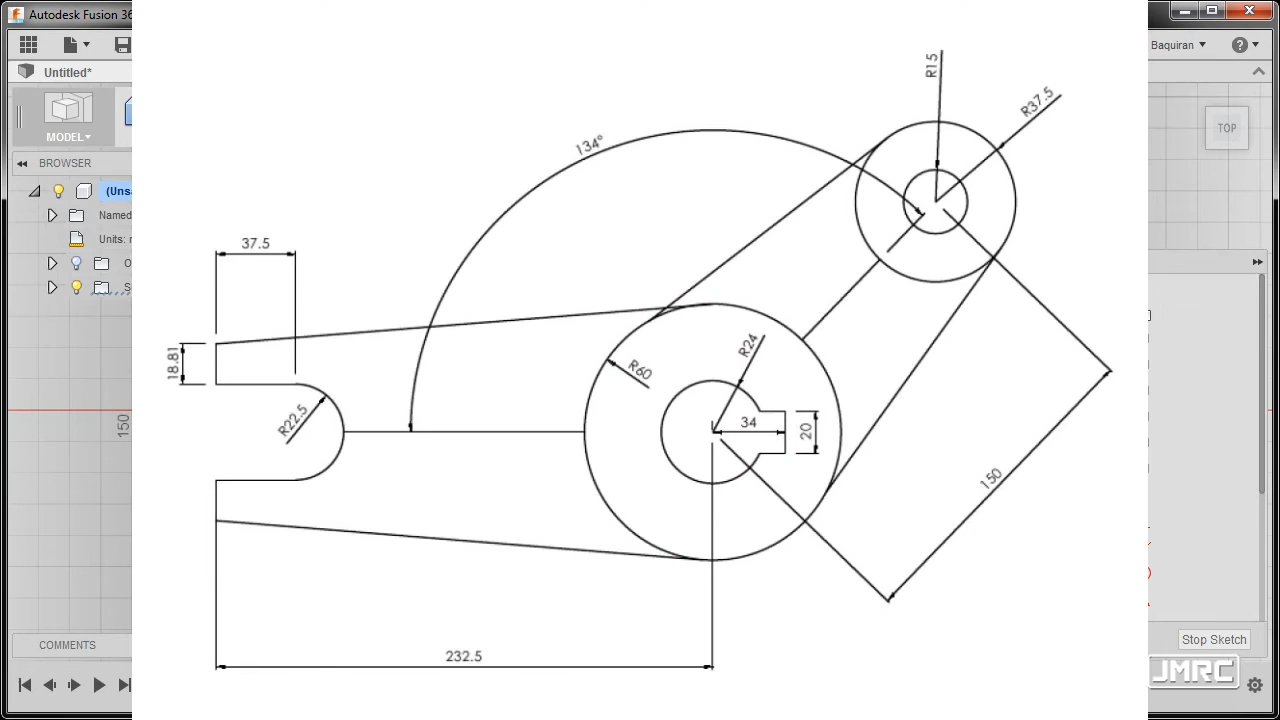 Autodesk Fusion 36
Baquiran
Untitled*
MODEL
TOP
BROWSER
(Uns
Named
Units: r
O
S
R15
R37.5
134°
37.5
18.81
R22.5
R60
R24
34
20
150
150
232.5
COMMENTS
Stop Sketch
JMRC